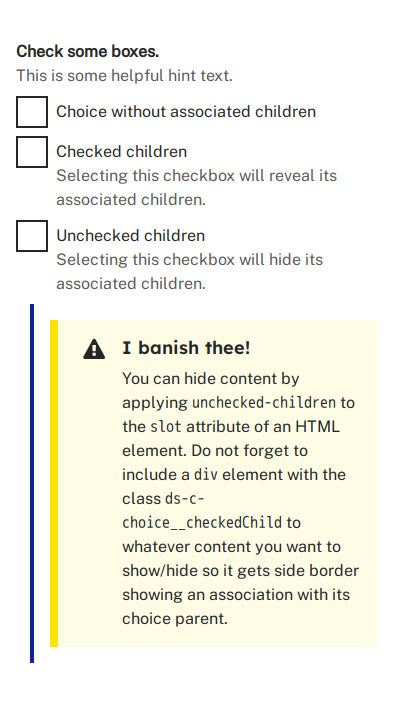 Check some boxes.
This is some helpful hint text.
Choice without associated children
Checked children
Selecting this checkbox will reveal its
associated children.
Unchecked children
Selecting this checkbox will hide its
associated children.
I banish thee!
You can hide content by
applying unchecked-children to
the slot attribute of an HTML
element. Do not forget to
include a div element with the
class ds-c-
choice__checkedChild to
whatever content you want to
show/hide so it gets side border
showing an association with its
choice parent.